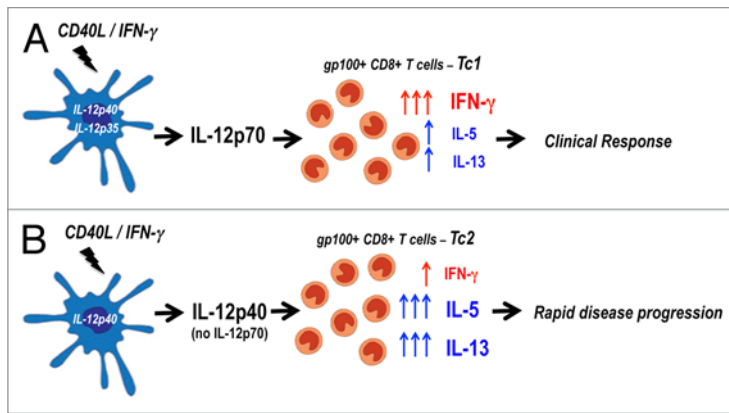 A
CD40L / IFN-γ
IL-12p40
IL-12p35
IL-12p70
gp100+ CD8+ T cells – Tc1
IFN-γ
IL-5
IL-13
Clinical Response
B
CD40L / IFN-γ
IL-12p40
IL-12p40
(no IL-12p70)
gp100+ CD8+ T cells – Tc2
IFN-γ
IL-5
IL-13
Rapid disease progression